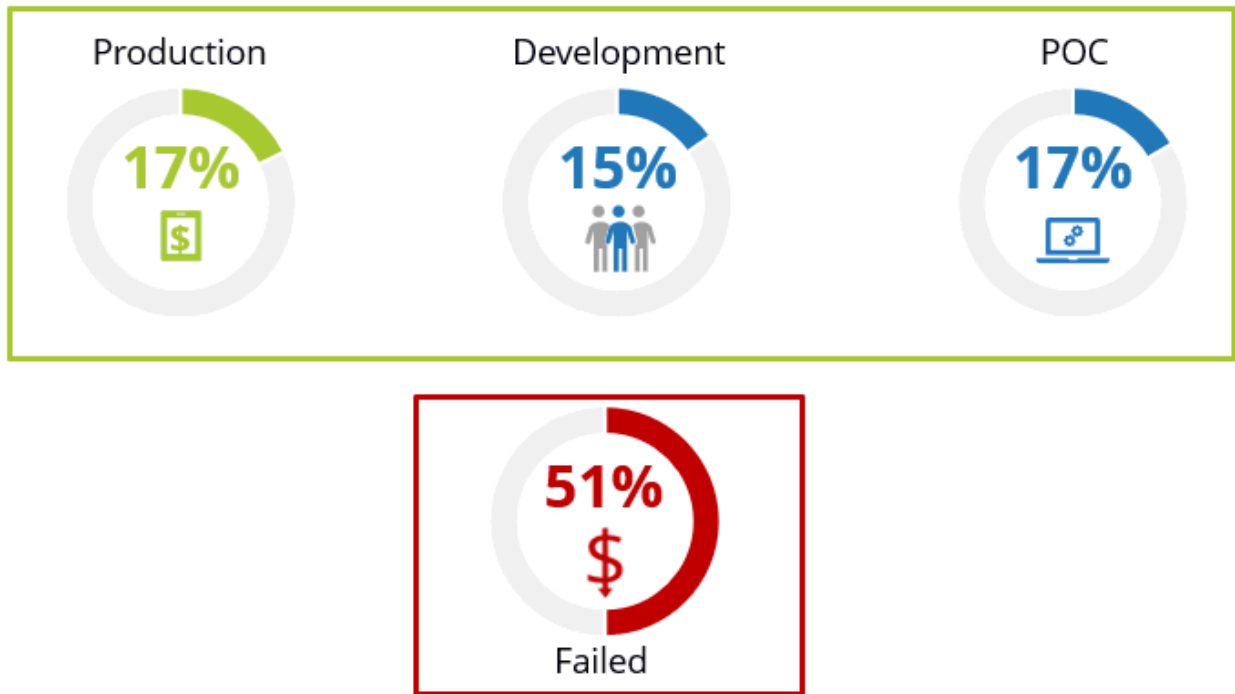 Production
Development
POC
17%
15%
17%
$
51%
$
Failed